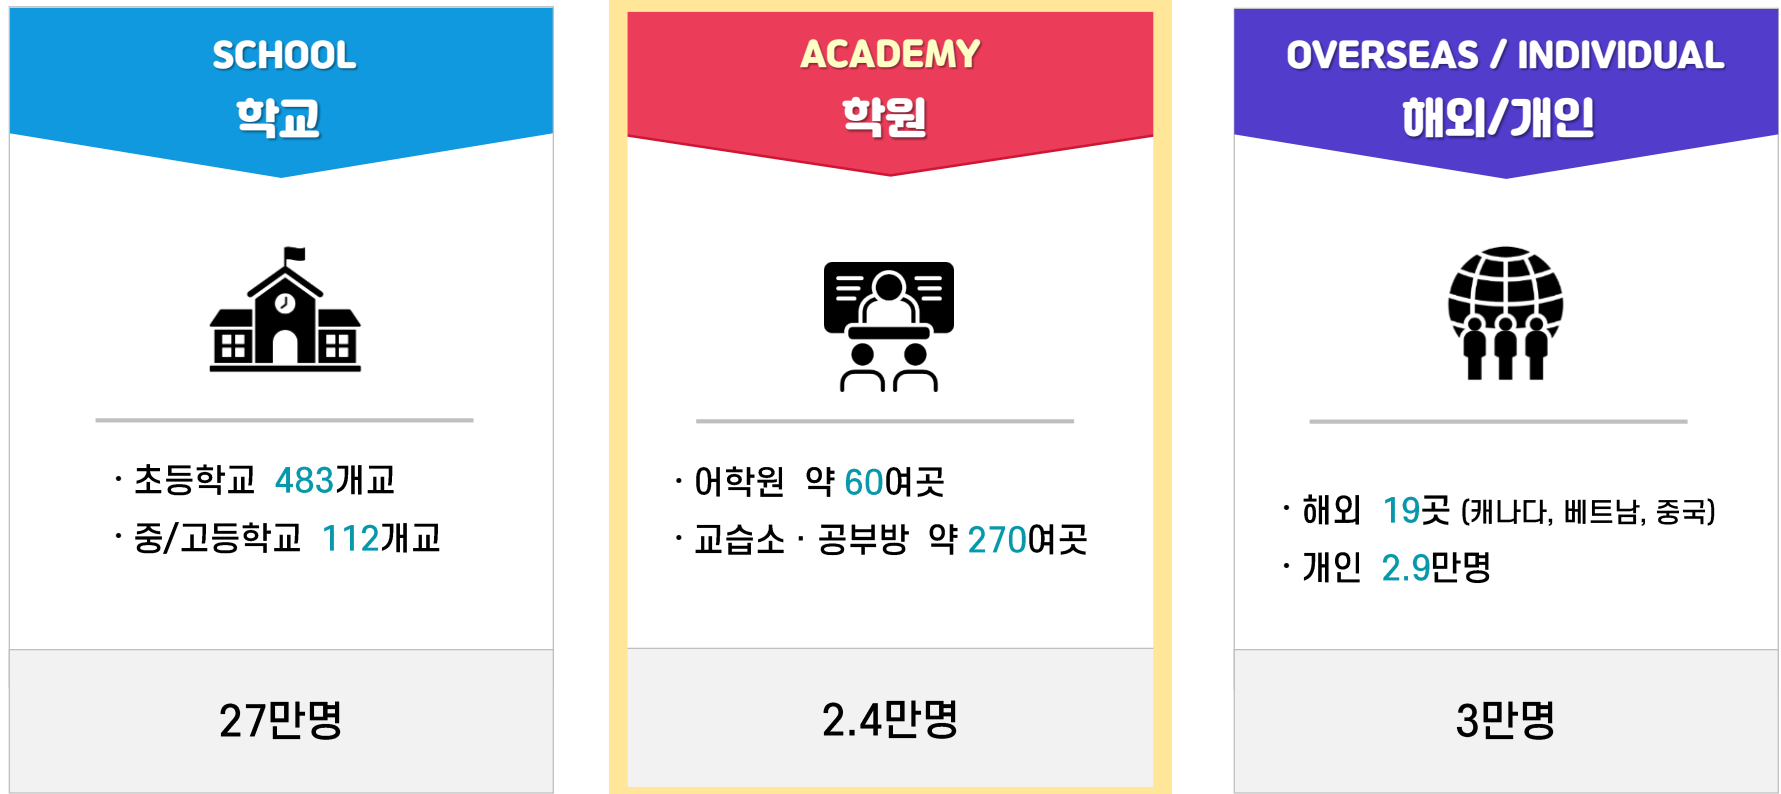 SCHOOL
학교
· 초등학교 483개교
· 중/고등학교 112개교
27만명
ACADEMY
학원
· 어학원 약 60여곳
· 교습소 · 공부방 약 270여곳
2.4만명
OVERSEAS / INDIVIDUAL
해외/개인
· 해외 19곳 (캐나다, 베트남, 중국)
· 개인 2.9만명
3만명